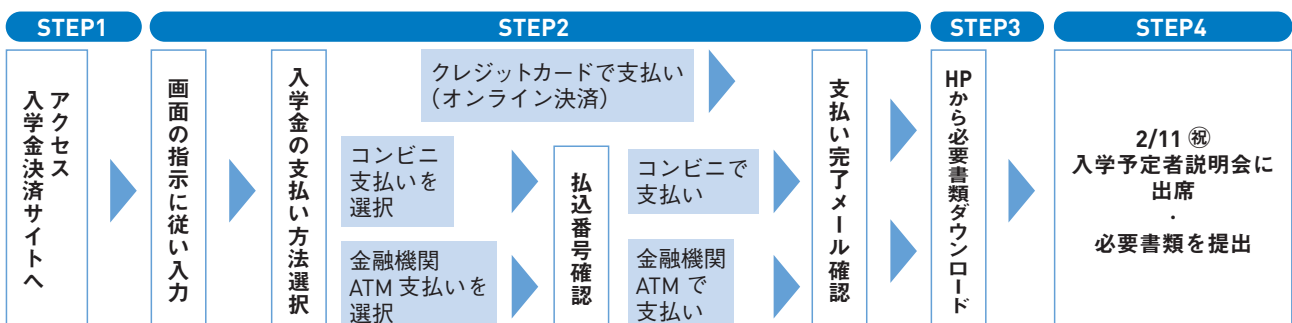 STEP1
STEP2
STEP3
STEP4
入学金決済サイトへ
アクセス
画面の指示に従い入力
入学金の支払い方法選択
クレジットカードで支払い
（オンライン決済）
コンビニ
支払いを
選択
金融機関
ATM 支払いを
選択
払込番号確認
コンビニで
支払い
金融機関
ATM で
支払い
支払い完了メール確認
HPから必要書類ダウンロード
2/11 ㊗
入学予定者説明会に
出席
・
必要書類を提出